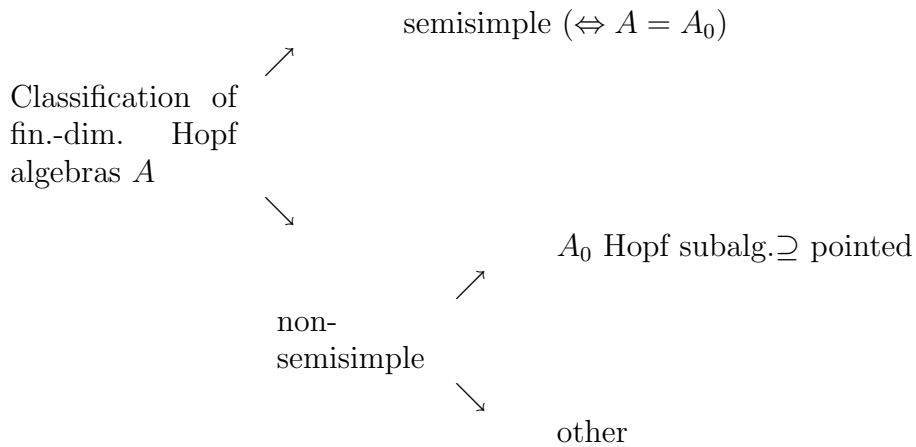 semisimple (⇔ A = A₀)
Classification of
fin.-dim. Hopf
algebras A
A₀ Hopf subalg.⊇ pointed
non-
semisimple
other